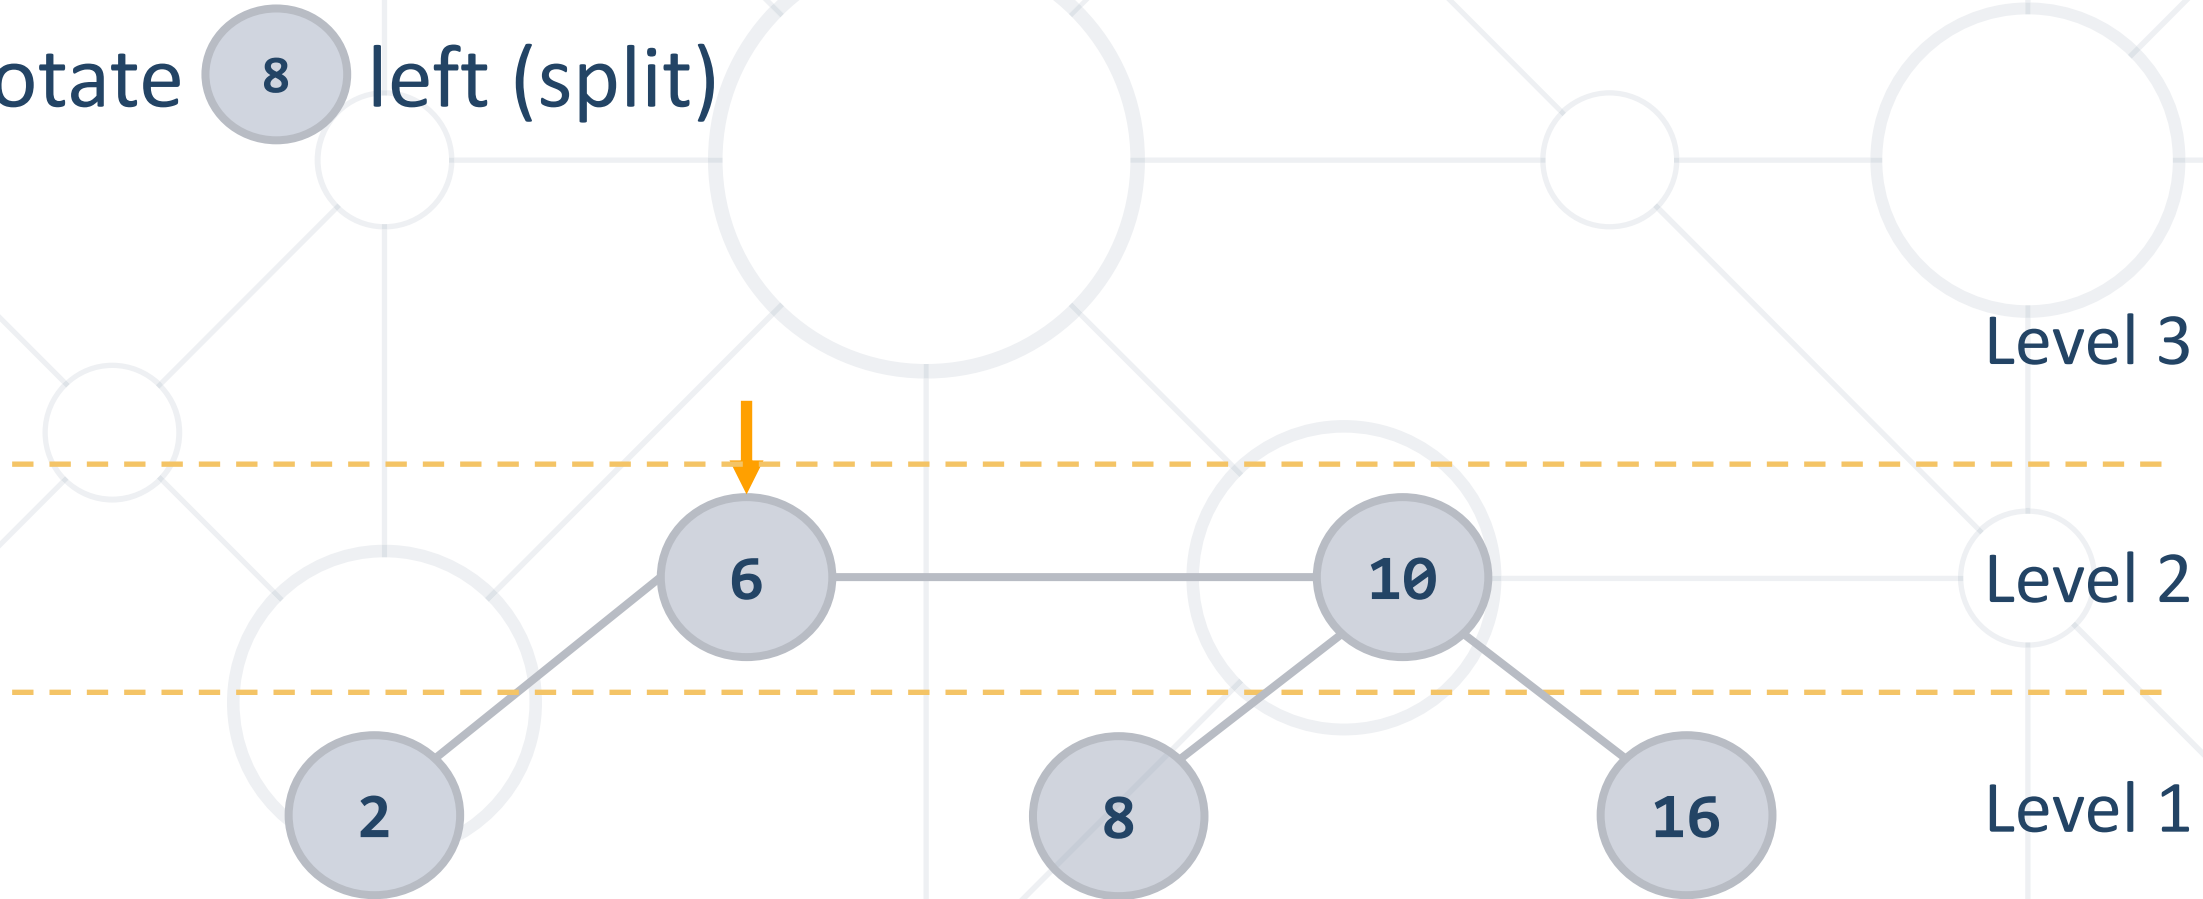 otate 8 left (split)
Level 3
6 10 Level 2
2 8 16 Level 1